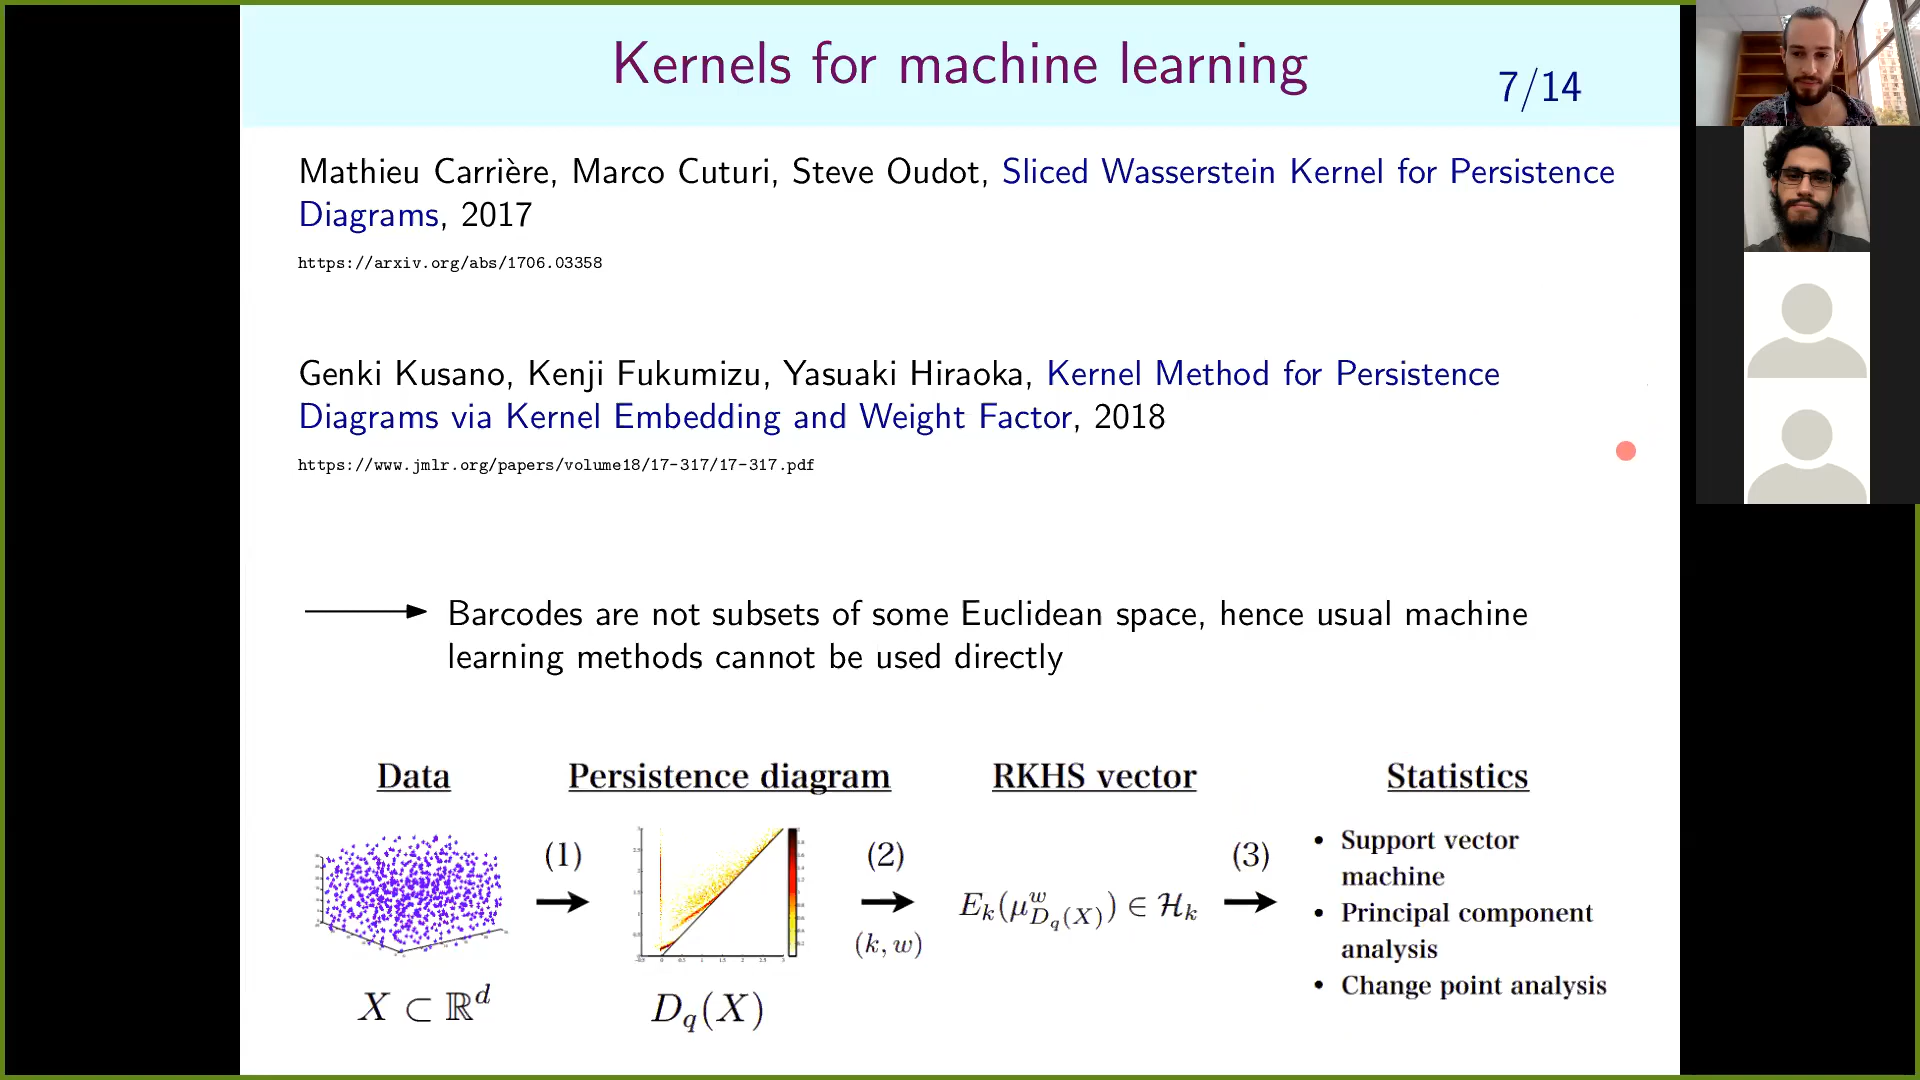 Kernels for machine learning
7/14
Mathieu Carrière, Marco Cuturi, Steve Oudot, Sliced Wasserstein Kernel for Persistence
Diagrams, 2017
https://arxiv.org/abs/1706.03358
Genki Kusano, Kenji Fukumizu, Yasuaki Hiraoka, Kernel Method for Persistence
Diagrams via Kernel Embedding and Weight Factor, 2018
https://www.jmlr.org/papers/volume18/17-317/17-317.pdf
Barcodes are not subsets of some Euclidean space, hence usual machine
learning methods cannot be used directly
Data
Persistence diagram
RKHS vector
Statistics
(1)
(2)
(k, w)
E_k(μ^w_{D_q(X)}) ∈ ℋ_k
(3)
• Support vector
machine
• Principal component
analysis
• Change point analysis
X ⊂ ℝ^d
D_q(X)